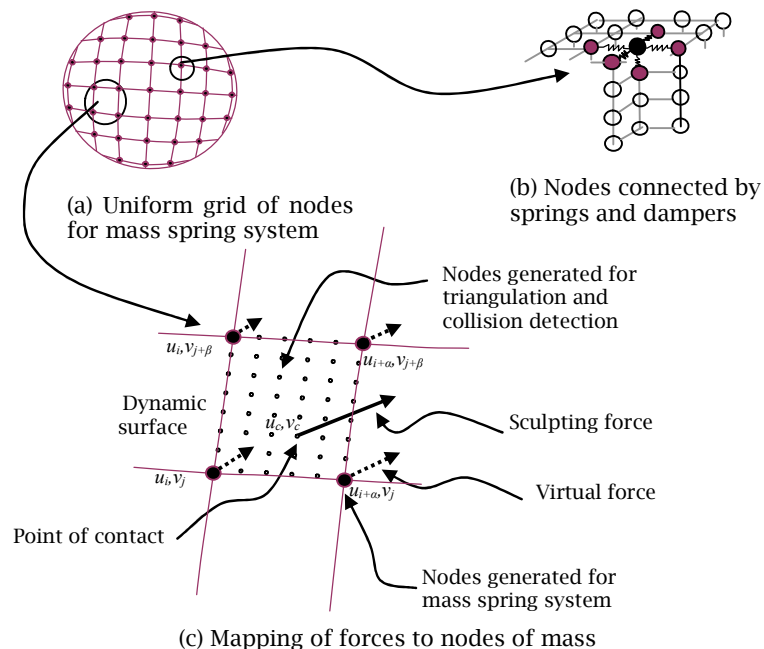 (a) Uniform grid of nodes
for mass spring system
(b) Nodes connected by
springs and dampers
Nodes generated for
triangulation and
collision detection
u_i,v_{j+β}
u_{i+α},v_{j+β}
Dynamic
surface
u_c,v_c
Sculpting force
u_i,v_j
u_{i+α},v_j
Virtual force
Point of contact
Nodes generated for
mass spring system
(c) Mapping of forces to nodes of mass